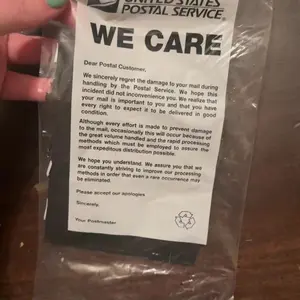 UNITED STATES
POSTAL SERVICE
WE CARE
Dear Postal Customer,
We sincerely regret the damage to your mail during
handling by the Postal Service. We hope this
incident did not inconvenience you. We realize that
your mail is important to you and that you have
every right to expect it to be delivered in good
condition.
Although every effort is made to prevent damage
to the mail, occasionally this will occur because of
the great volume handled and the rapid processing
methods which must be employed to assure the
most expeditious distribution possible.
We hope you understand. We assure you that we
are constantly striving to improve our processing
methods in order that even a rare occurrence may
be eliminated.
Please accept our apologies.
Sincerely,
Your Postmaster